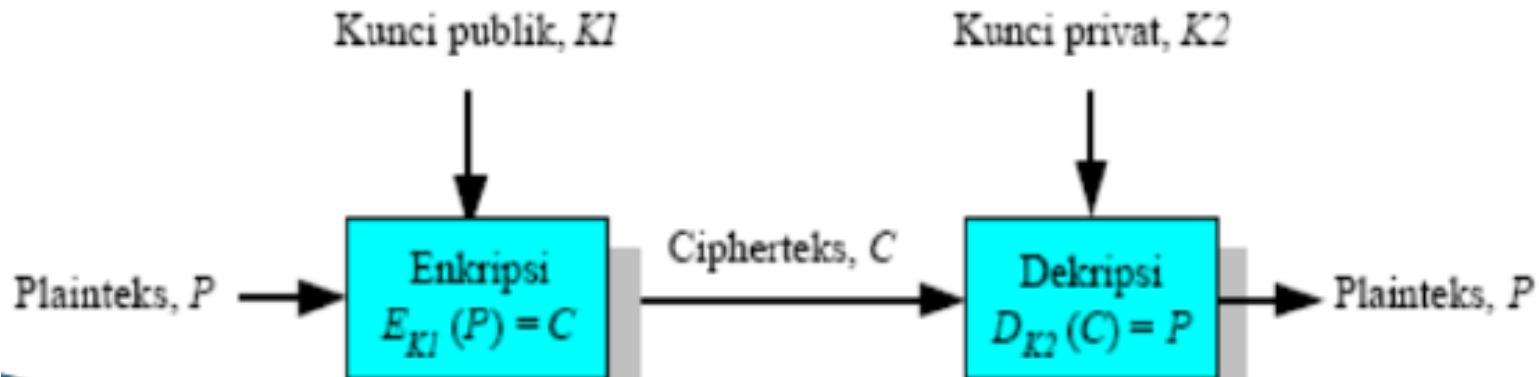 Kunci publik, K1
Kunci privat, K2
Plainteks, P
Enkripsi
E_K1 (P) = C
Cipherteks, C
Dekripsi
D_K2 (C) = P
Plainteks, P